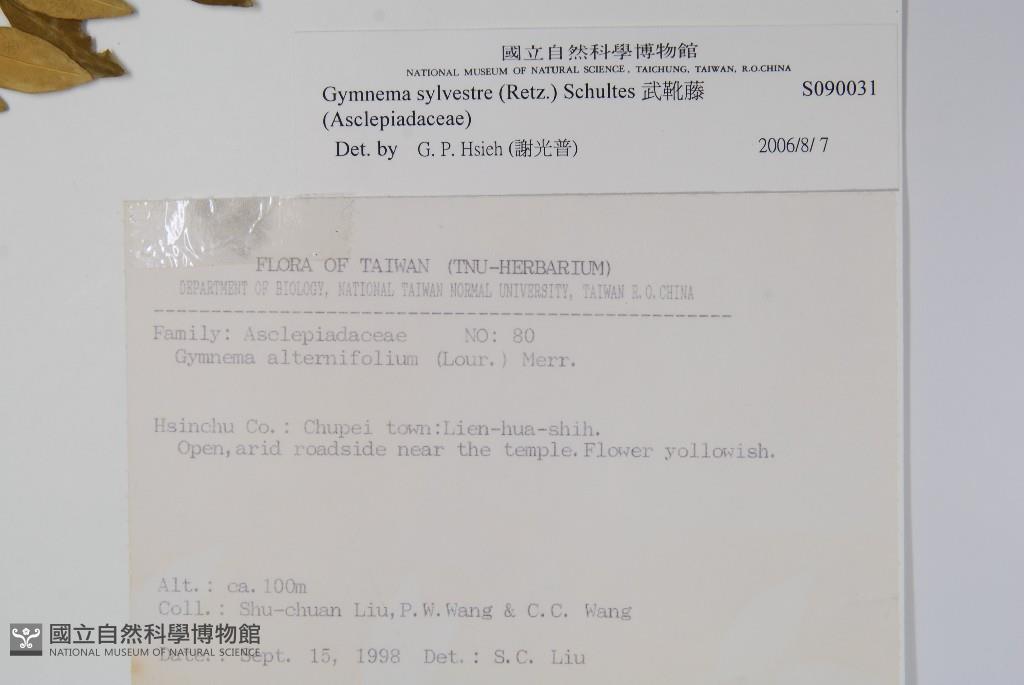 國立自然科學博物館
NATIONAL MUSEUM OF NATURAL SCIENCE, TAICHUNG, TAIWAN, R.O.CHINA
Gymnema sylvestre (Retz.) Schultes 武靴藤 S090031
(Asclepiadaceae)
Det. by G. P. Hsieh (謝光普) 2006/8/ 7
FLORA OF TAIWAN (TNU-HERBARIUM)
DEPARTMENT OF BIOLOGY, NATIONAL TAIWAN NORMAL UNIVERSITY, TAIWAN R.O.CHINA
Family: Asclepiadaceae NO: 80
Gymnema alternifolium (Lour.) Merr.
Hsinchu Co.: Chupei town:Lien-hua-shih.
Open,arid roadside near the temple.Flower yollowish.
Alt.: ca.100m
Coll.: Shu-chuan Liu,P.W.Wang & C.C. Wang
Date.: Sept. 15, 1998 Det.: S.C. Liu
國立自然科學博物館
NATIONAL MUSEUM OF NATURAL SCIENCE